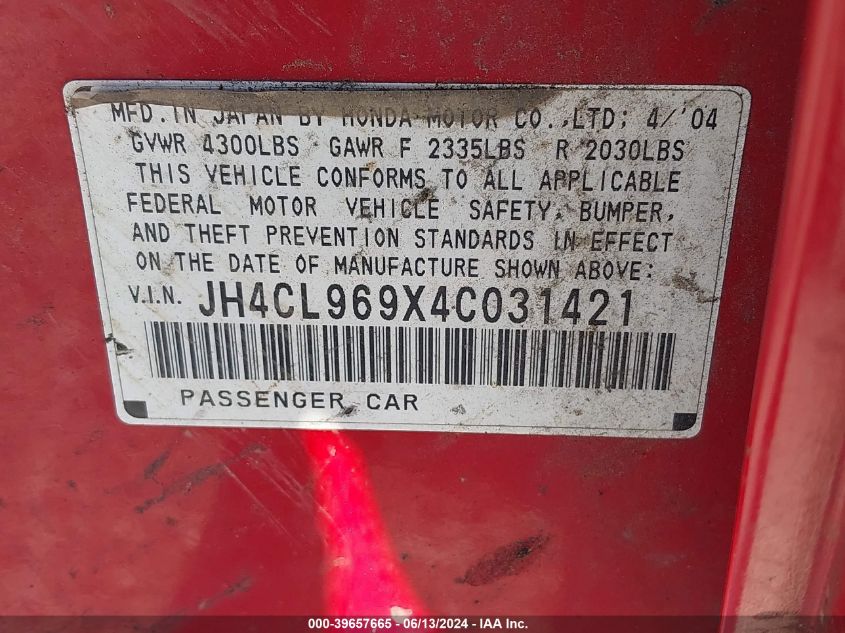 MFD. IN JAPAN BY HONDA MOTOR CO., LTD; 4/'04
GVWR 4300LBS GAWR F 2335LBS R 2030LBS
THIS VEHICLE CONFORMS TO ALL APPLICABLE
FEDERAL MOTOR VEHICLE SAFETY, BUMPER,
AND THEFT PREVENTION STANDARDS IN EFFECT
ON THE DATE OF MANUFACTURE SHOWN ABOVE:
V.I.N. JH4CL969X4C031421
PASSENGER CAR
000-39657665 - 06/13/2024 - IAA Inc.